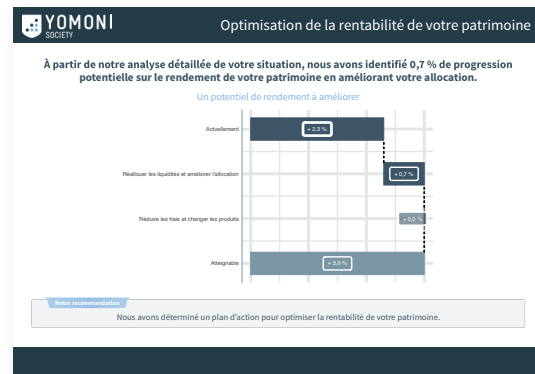 YOMONI
SOCIETY
Optimisation de la rentabilité de votre patrimoine
À partir de notre analyse détaillée de votre situation, nous avons identifié 0,7 % de progression
potentielle sur le rendement de votre patrimoine en améliorant votre allocation.
Un potentiel de rendement à améliorer
Actuellement
+ 2,3 %
Réallouer les liquidités et améliorer l'allocation
+ 0,7 %
Réduire les frais et changer les produits
+ 0,0 %
Atteignable
+ 3,0 %
Notre recommandation
Nous avons déterminé un plan d'action pour optimiser la rentabilité de votre patrimoine.